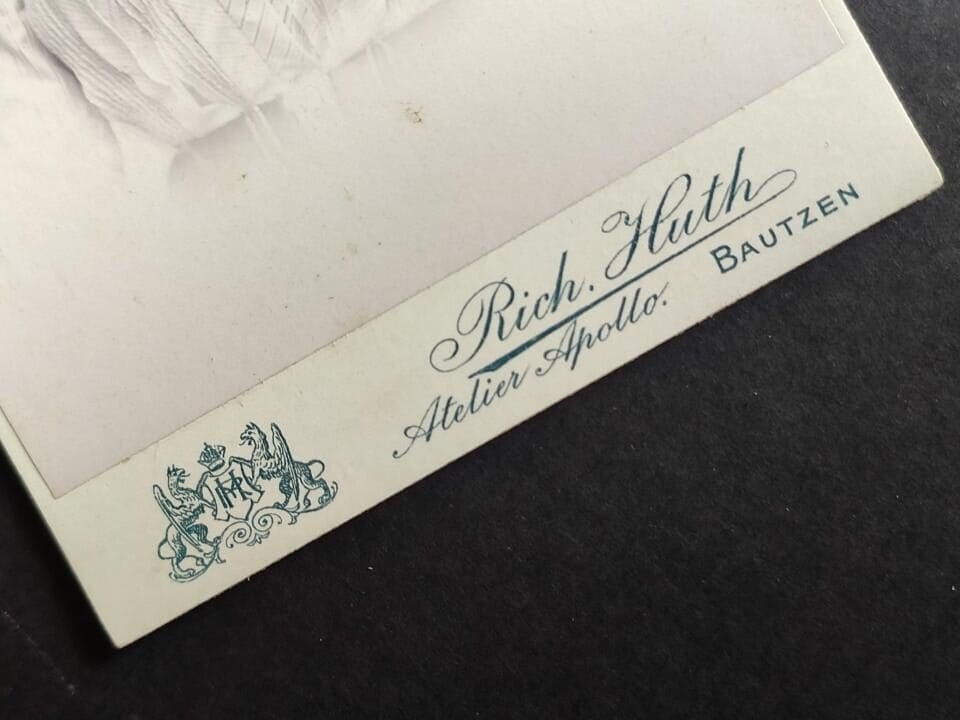 Rich. Huth
BAUTZEN
Atelier Apollo.